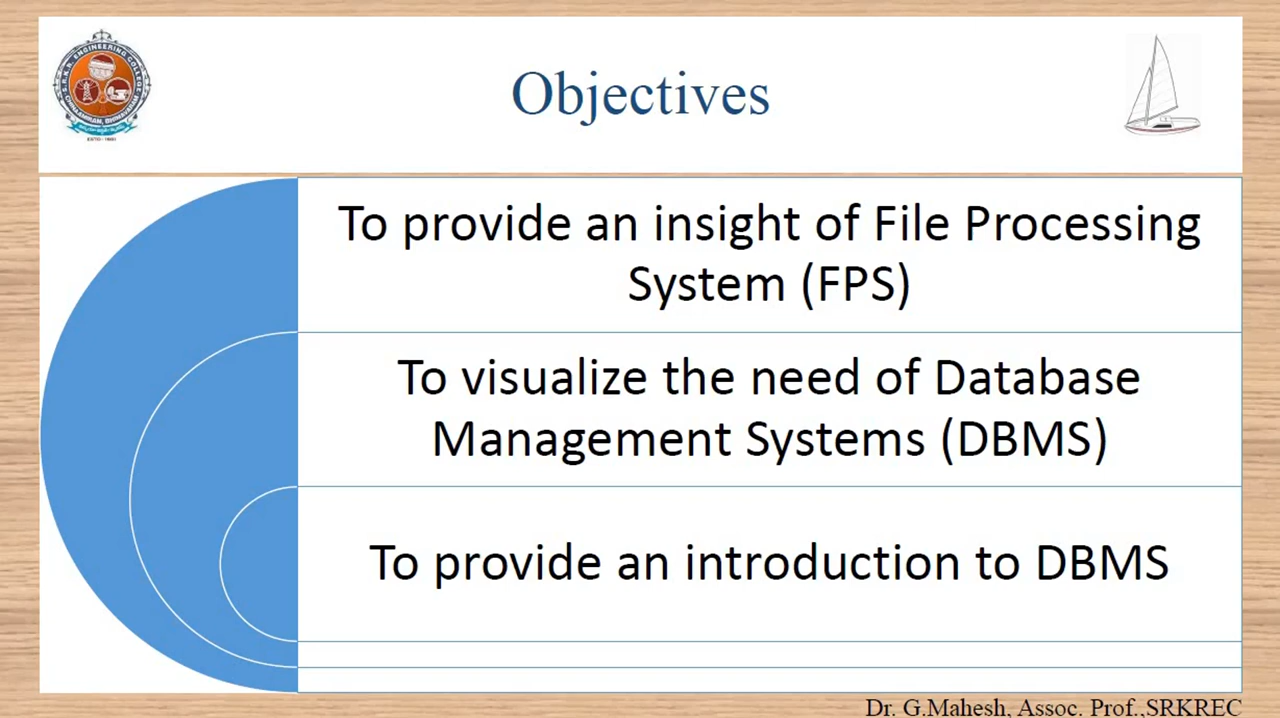 Objectives
To provide an insight of File Processing
System (FPS)
To visualize the need of Database
Management Systems (DBMS)
To provide an introduction to DBMS
Dr. G.Mahesh, Assoc. Prof.,SRKREC